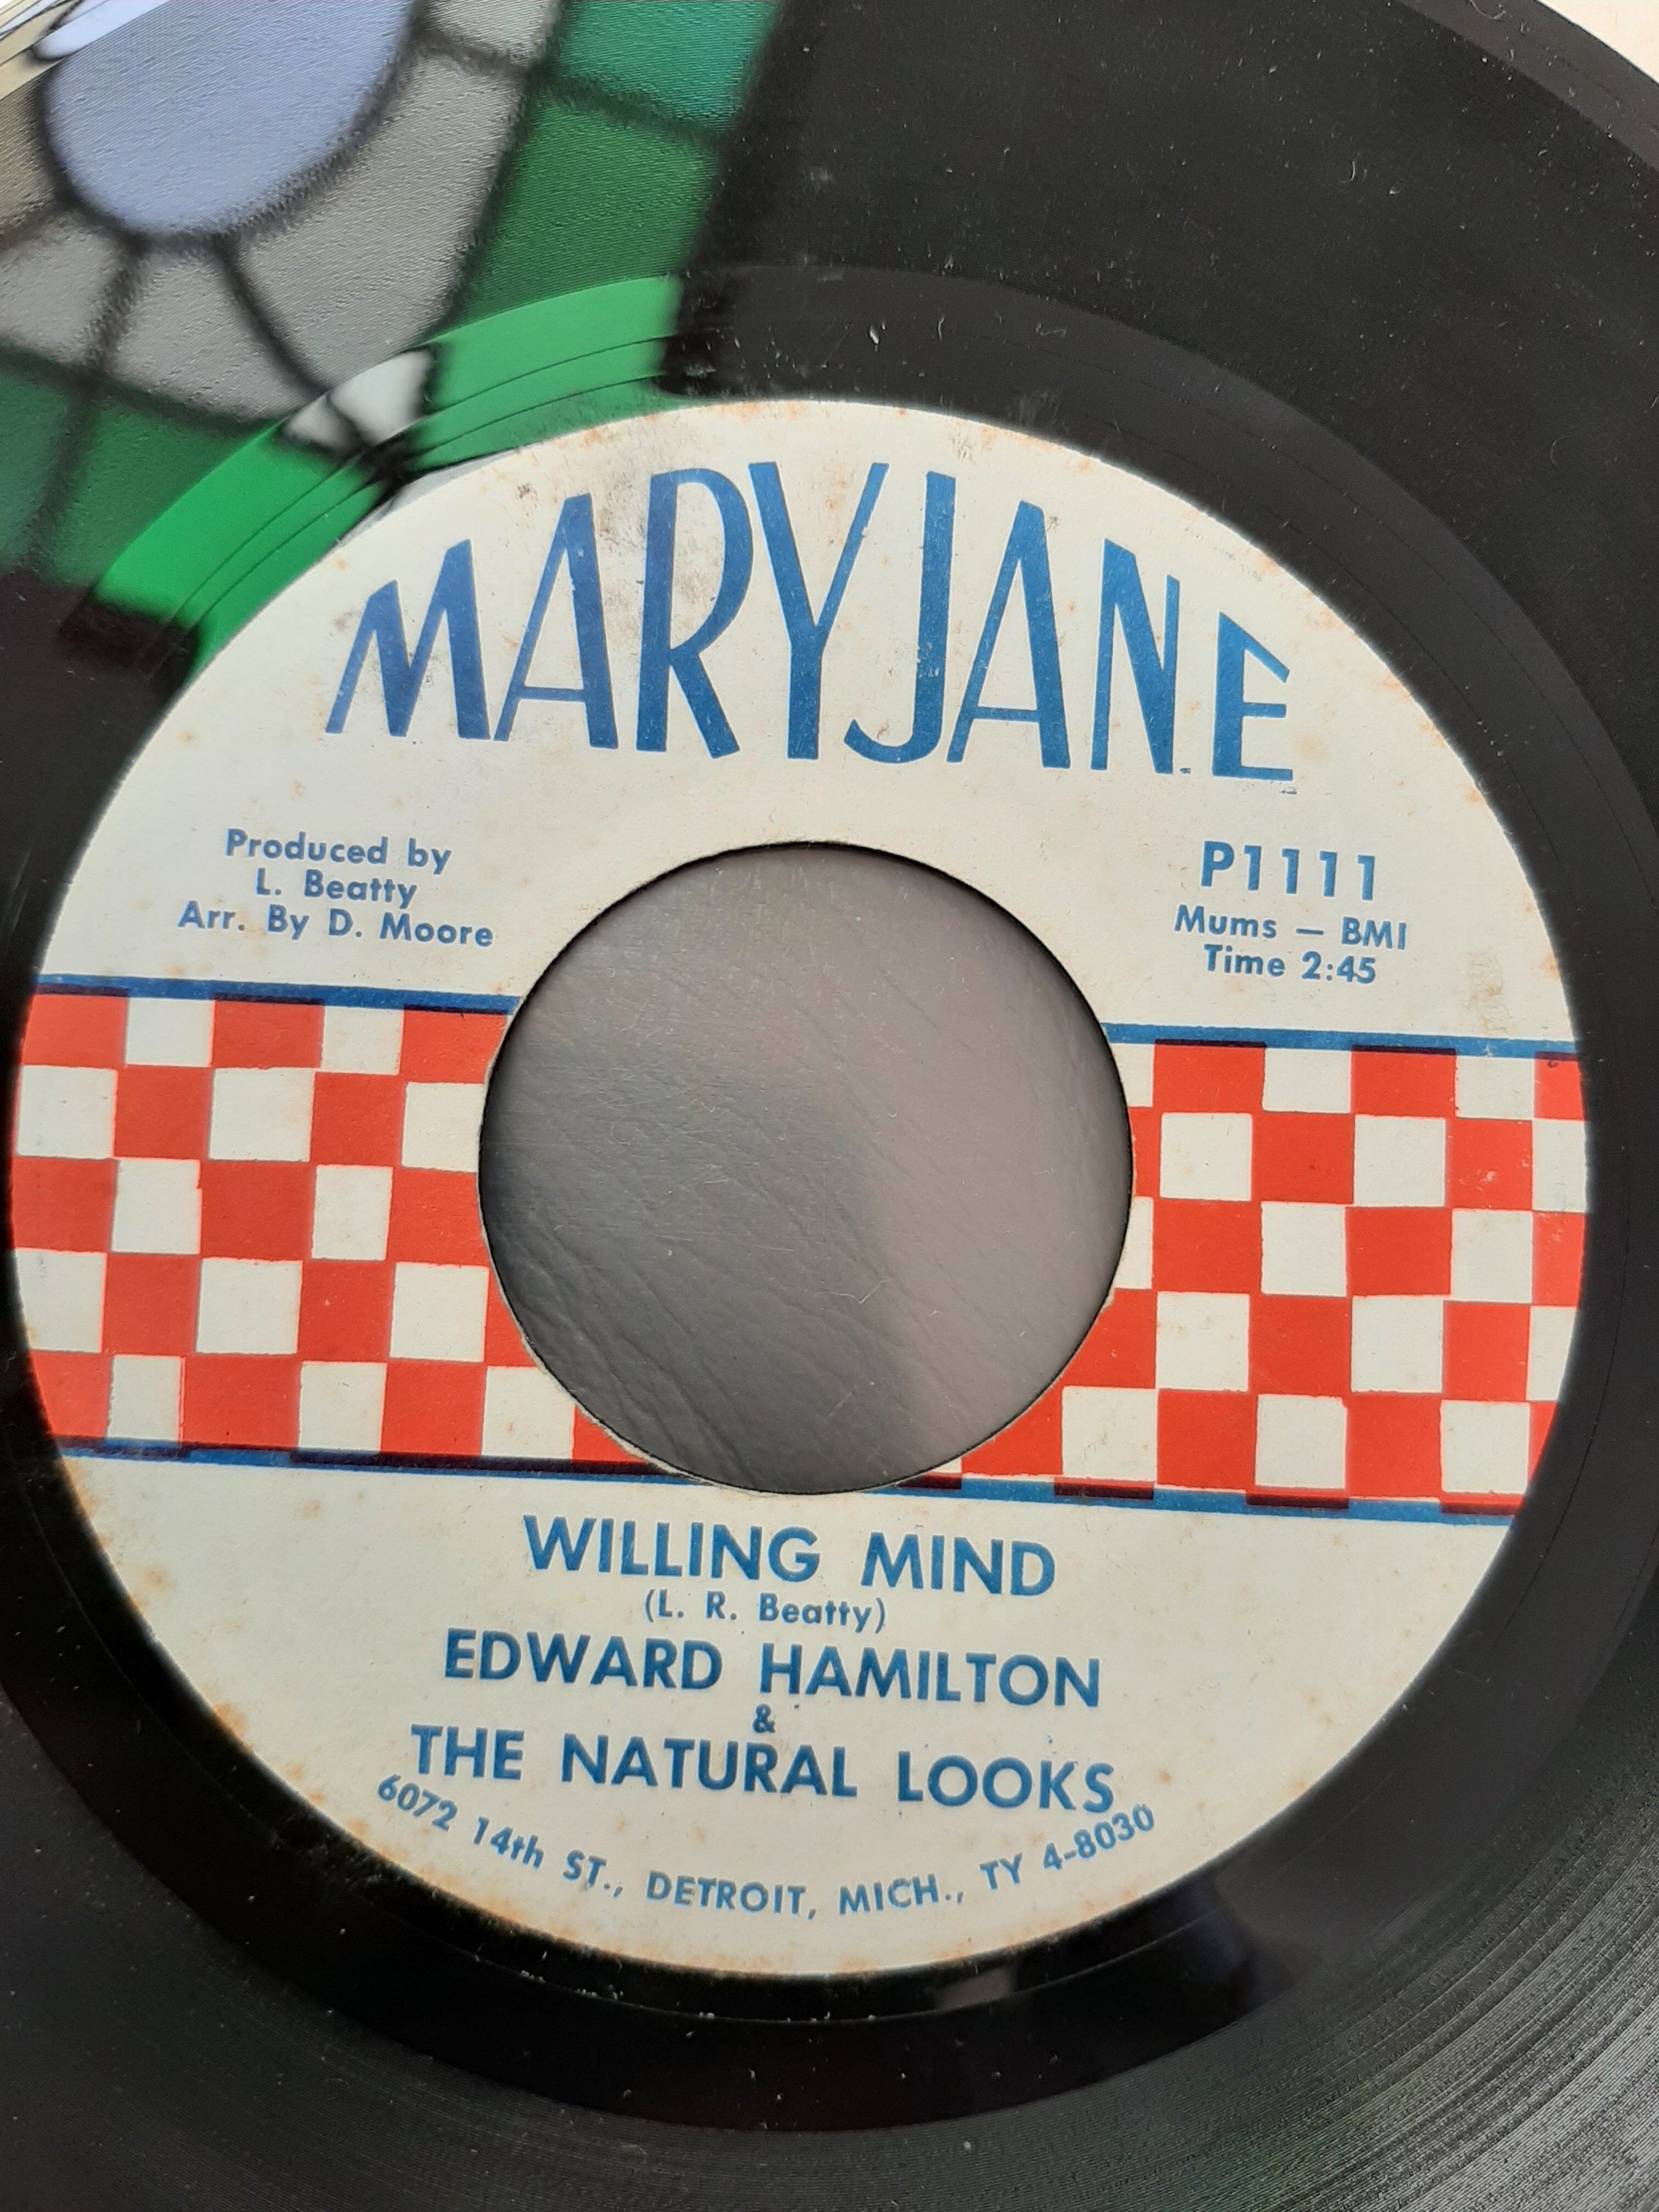 MARYJANE
Produced by
L. Beatty
Arr. By D. Moore
P1111
Mums — BMI
Time 2:45
WILLING MIND
(L. R. Beatty)
EDWARD HAMILTON
&
THE NATURAL LOOKS
6072 14th ST., DETROIT, MICH., TY 4-8030